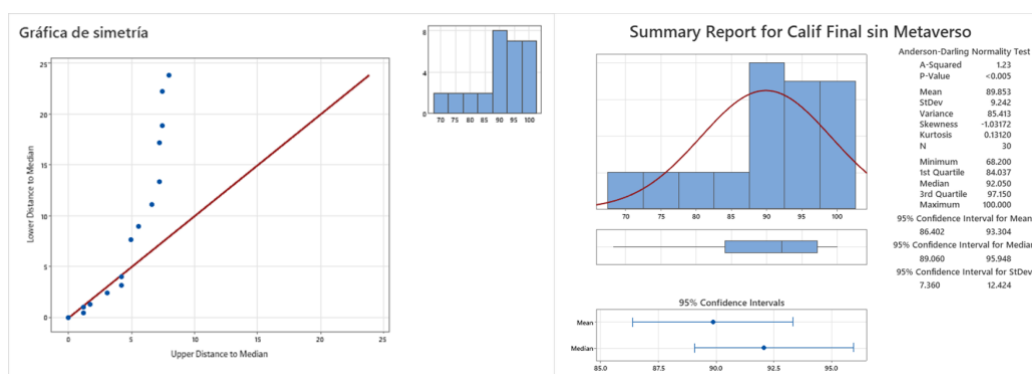 Gráfica de simetría
25
20
15
10
5
0
Lower Distance to Median
0 5 10 15 20 25
Upper Distance to Median
8
4
0
70 75 80 85 90 95 100
Summary Report for Calif Final sin Metaverso
70 75 80 85 90 95 100
Anderson-Darling Normality Test
A-Squared 1.23
P-Value <0.005
Mean 89.853
StDev 9.242
Variance 85.413
Skewness -1.03172
Kurtosis 0.13120
N 30
Minimum 68.200
1st Quartile 84.037
Median 92.050
3rd Quartile 97.150
Maximum 100.000
95% Confidence Interval for Mean
86.402 93.304
95% Confidence Interval for Median
89.060 95.948
95% Confidence Interval for StDev
7.360 12.424
95% Confidence Intervals
Mean
Median
85.0 87.5 90.0 92.5 95.0